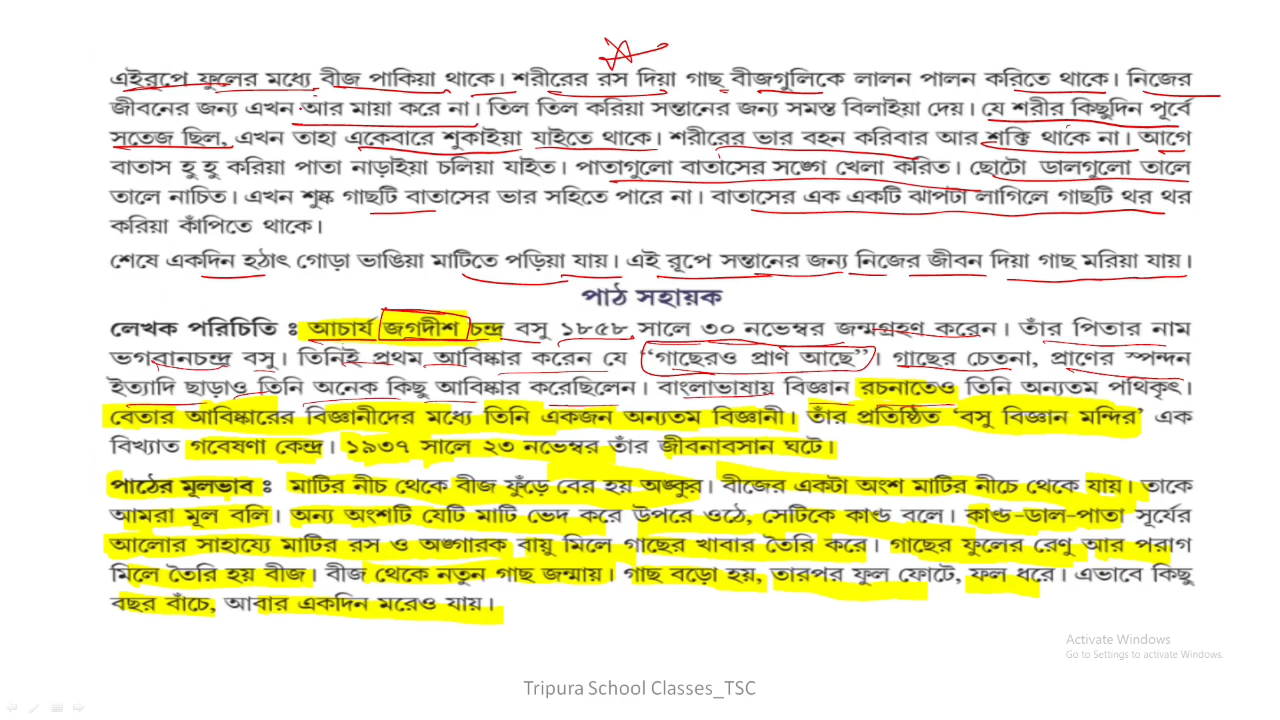 এইরূপে ফুলের মধ্যে বীজ পাকিয়া থাকে। শরীরের রস দিয়া গাছ বীজগুলিকে লালন পালন করিতে থাকে। নিজের
জীবনের জন্য এখন আর মায়া করে না। তিল তিল করিয়া সন্তানের জন্য সমস্ত বিলাইয়া দেয়। যে শরীর কিছুদিন পূর্বে
সতেজ ছিল, এখন তাহা একেবারে শুকাইয়া যাইতে থাকে। শরীরের ভার বহন করিবার আর শক্তি থাকে না। আগে
বাতাস হু হু করিয়া পাতা নাড়াইয়া চলিয়া যাইত। পাতাগুলো বাতাসের সঙ্গে খেলা করিত। ছোটো ডালগুলো তালে
তালে নাচিত। এখন শুষ্ক গাছটি বাতাসের ভার সহিতে পারে না। বাতাসের এক একটি ঝাপটা লাগিলে গাছটি থর থর
করিয়া কাঁপিতে থাকে।
শেষে একদিন হঠাৎ গোড়া ভাঙিয়া মাটিতে পড়িয়া যায়। এই রূপে সন্তানের জন্য নিজের জীবন দিয়া গাছ মরিয়া যায়।
পাঠ সহায়ক
লেখক পরিচিতি : আচার্য জগদীশ চন্দ্র বসু ১৮৫৮ সালে ৩০ নভেম্বর জন্মগ্রহণ করেন। তাঁর পিতার নাম
ভগবানচন্দ্র বসু। তিনিই প্রথম আবিষ্কার করেন যে “গাছেরও প্রাণ আছে”। গাছের চেতনা, প্রাণের স্পন্দন
ইত্যাদি ছাড়াও তিনি অনেক কিছু আবিষ্কার করেছিলেন। বাংলাভাষায় বিজ্ঞান রচনাতেও তিনি অন্যতম পথিকৃৎ।
বেতার আবিষ্কারের বিজ্ঞানীদের মধ্যে তিনি একজন অন্যতম বিজ্ঞানী। তাঁর প্রতিষ্ঠিত ‘বসু বিজ্ঞান মন্দির’ এক
বিখ্যাত গবেষণা কেন্দ্র। ১৯৩৭ সালে ২৩ নভেম্বর তাঁর জীবনাবসান ঘটে।
পাঠের মূলভাব : মাটির নীচ থেকে বীজ ফুঁড়ে বের হয় অঙ্কুর। বীজের একটা অংশ মাটির নীচে থেকে যায়। তাকে
আমরা মূল বলি। অন্য অংশটি যেটি মাটি ভেদ করে উপরে ওঠে, সেটিকে কাণ্ড বলে। কাণ্ড-ডাল-পাতা সূর্যের
আলোর সাহায্যে মাটির রস ও অঙ্গারক বায়ু মিলে গাছের খাবার তৈরি করে। গাছের ফুলের রেণু আর পরাগ
মিলে তৈরি হয় বীজ। বীজ থেকে নতুন গাছ জন্মায়। গাছ বড়ো হয়, তারপর ফুল ফোটে, ফল ধরে। এভাবে কিছু
বছর বাঁচে, আবার একদিন মরেও যায়।
Activate Windows
Go to Settings to activate Windows.
Tripura School Classes_TSC